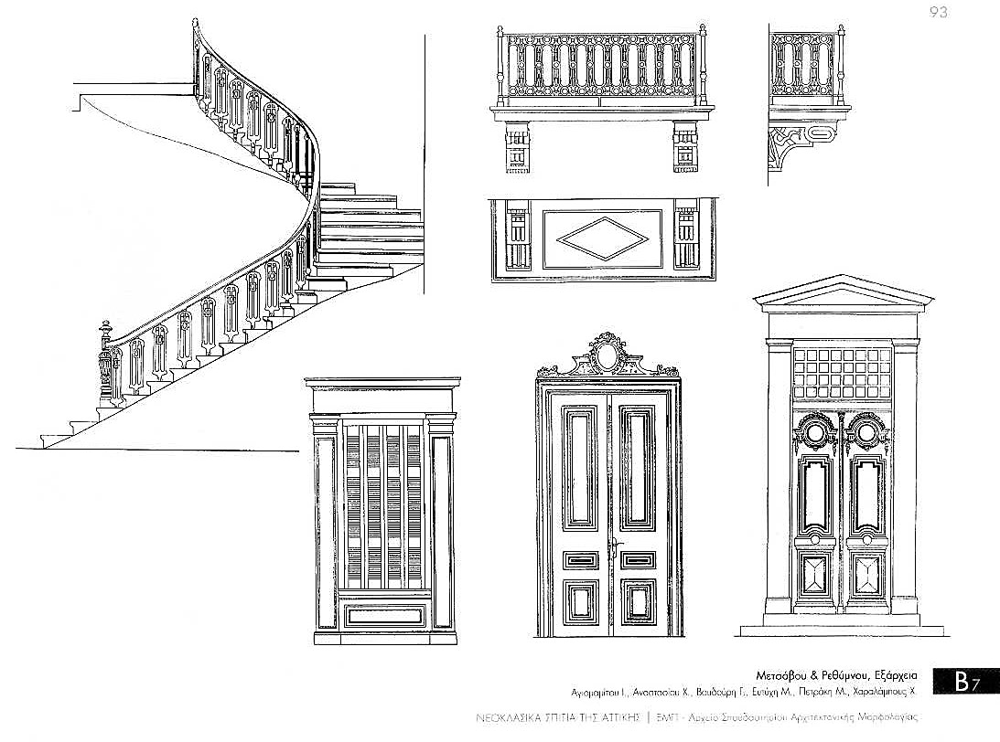 93
Μετσόβου & Ρεθύμνου, Εξάρχεια
B7
Αγιομαμίτου Ι., Αναστασίου Χ., Βουδούρη Γ., Ευτύχη Μ., Πετράκη Μ., Χαραλάμπους Χ.
ΝΕΟΚΛΑΣΙΚΑ ΣΠΙΤΙΑ ΤΗΣ ΑΤΤΙΚΗΣ | ΕΜΠ - Αρχείο Σπουδαστηρίου Αρχιτεκτονικής Μορφολογίας